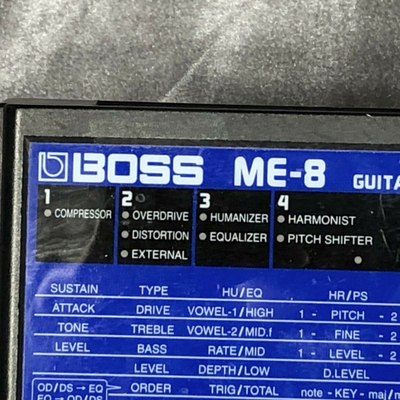 BOSS ME-8 GUITA
1 2 3 4
COMPRESSOR OVERDRIVE HUMANIZER HARMONIST
DISTORTION EQUALIZER PITCH SHIFTER
EXTERNAL
SUSTAIN TYPE HU/EQ HR/PS
ATTACK DRIVE VOWEL-1/HIGH 1 - PITCH - 2
TONE TREBLE VOWEL-2/MID.f 1 - FINE - 2
LEVEL BASS RATE/MID 1 - LEVEL - 2
LEVEL DEPTH/LOW D.LEVEL
OD/DS → EQ ORDER TRIG/TOTAL note - KEY - maj/m
EQ → OD/DS